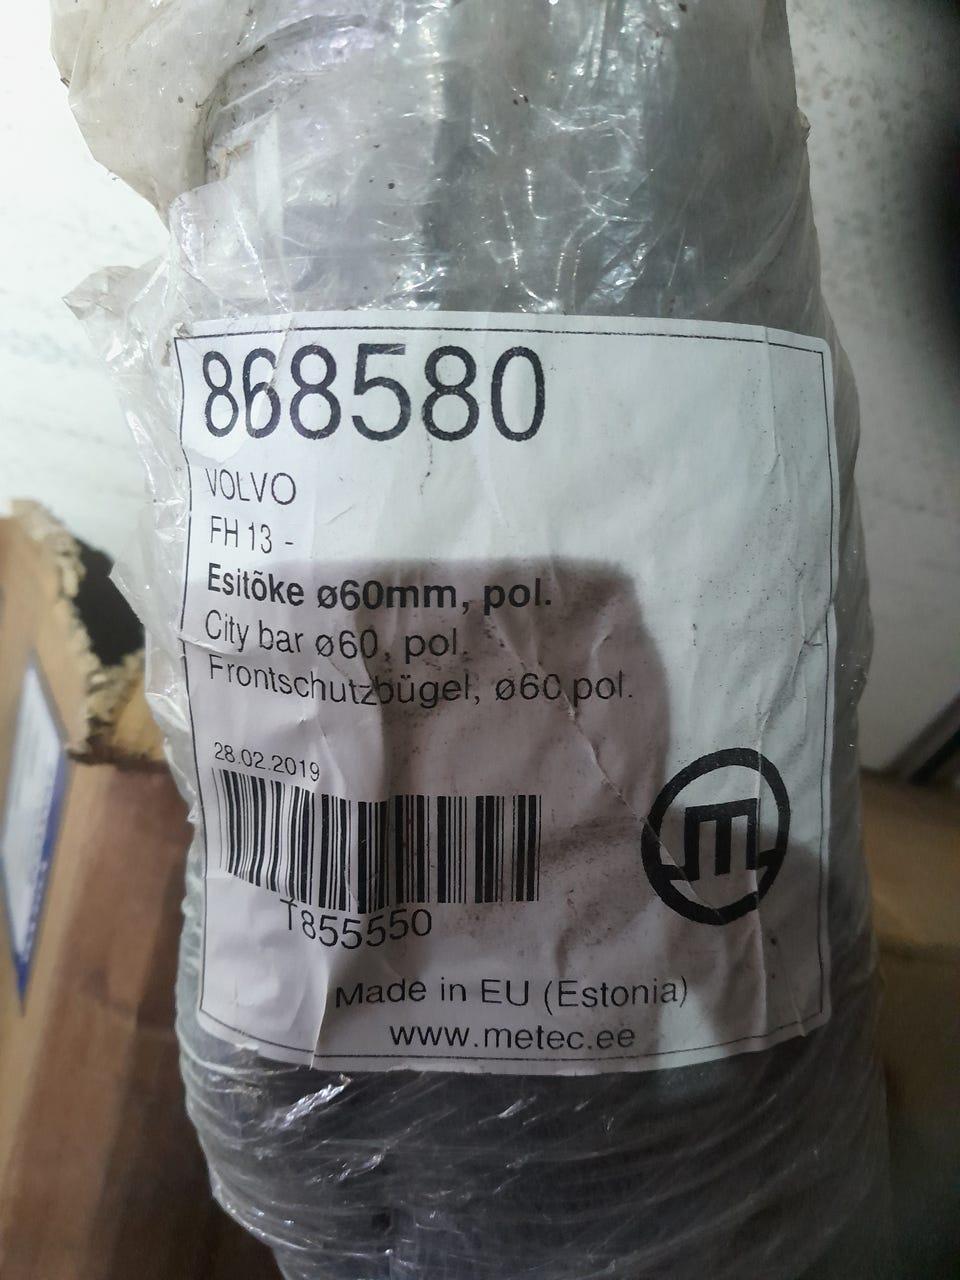 868580
VOLVO
FH 13 -
Esitõke ø60mm, pol.
City bar ø60, pol.
Frontschutzbügel, ø60 pol.
28.02.2019
T855550
Made in EU (Estonia)
www.metec.ee